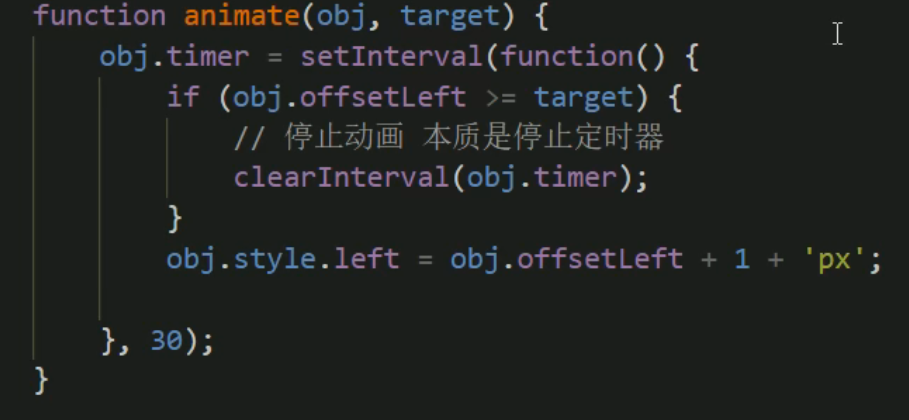 function animate(obj, target) {
    obj.timer = setInterval(function() {
        if (obj.offsetLeft >= target) {
            // 停止动画 本质是停止定时器
            clearInterval(obj.timer);
        }
        obj.style.left = obj.offsetLeft + 1 + 'px';
    }, 30);
}